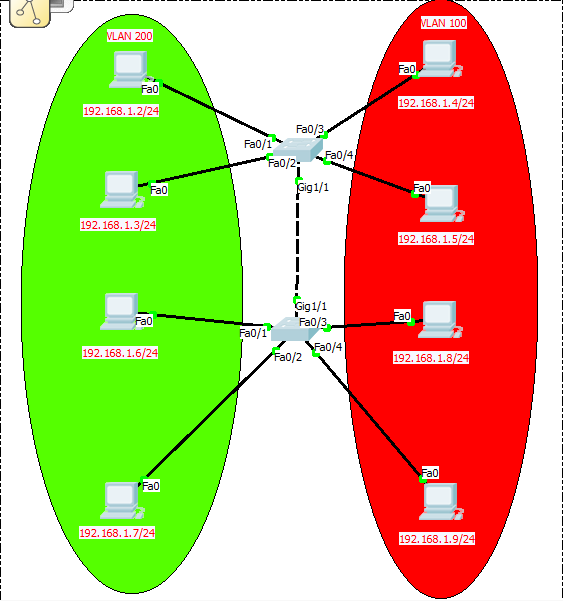 VLAN 200
VLAN 100
Fa0
192.168.1.2/24
Fa0
192.168.1.4/24
Fa0/1
Fa0/3
Fa0/2
Fa0/4
Gig1/1
Fa0
192.168.1.3/24
Fa0
192.168.1.5/24
Gig1/1
Fa0/1
Fa0/3
Fa0/2
Fa0/4
Fa0
192.168.1.6/24
Fa0
192.168.1.8/24
Fa0
192.168.1.7/24
Fa0
192.168.1.9/24